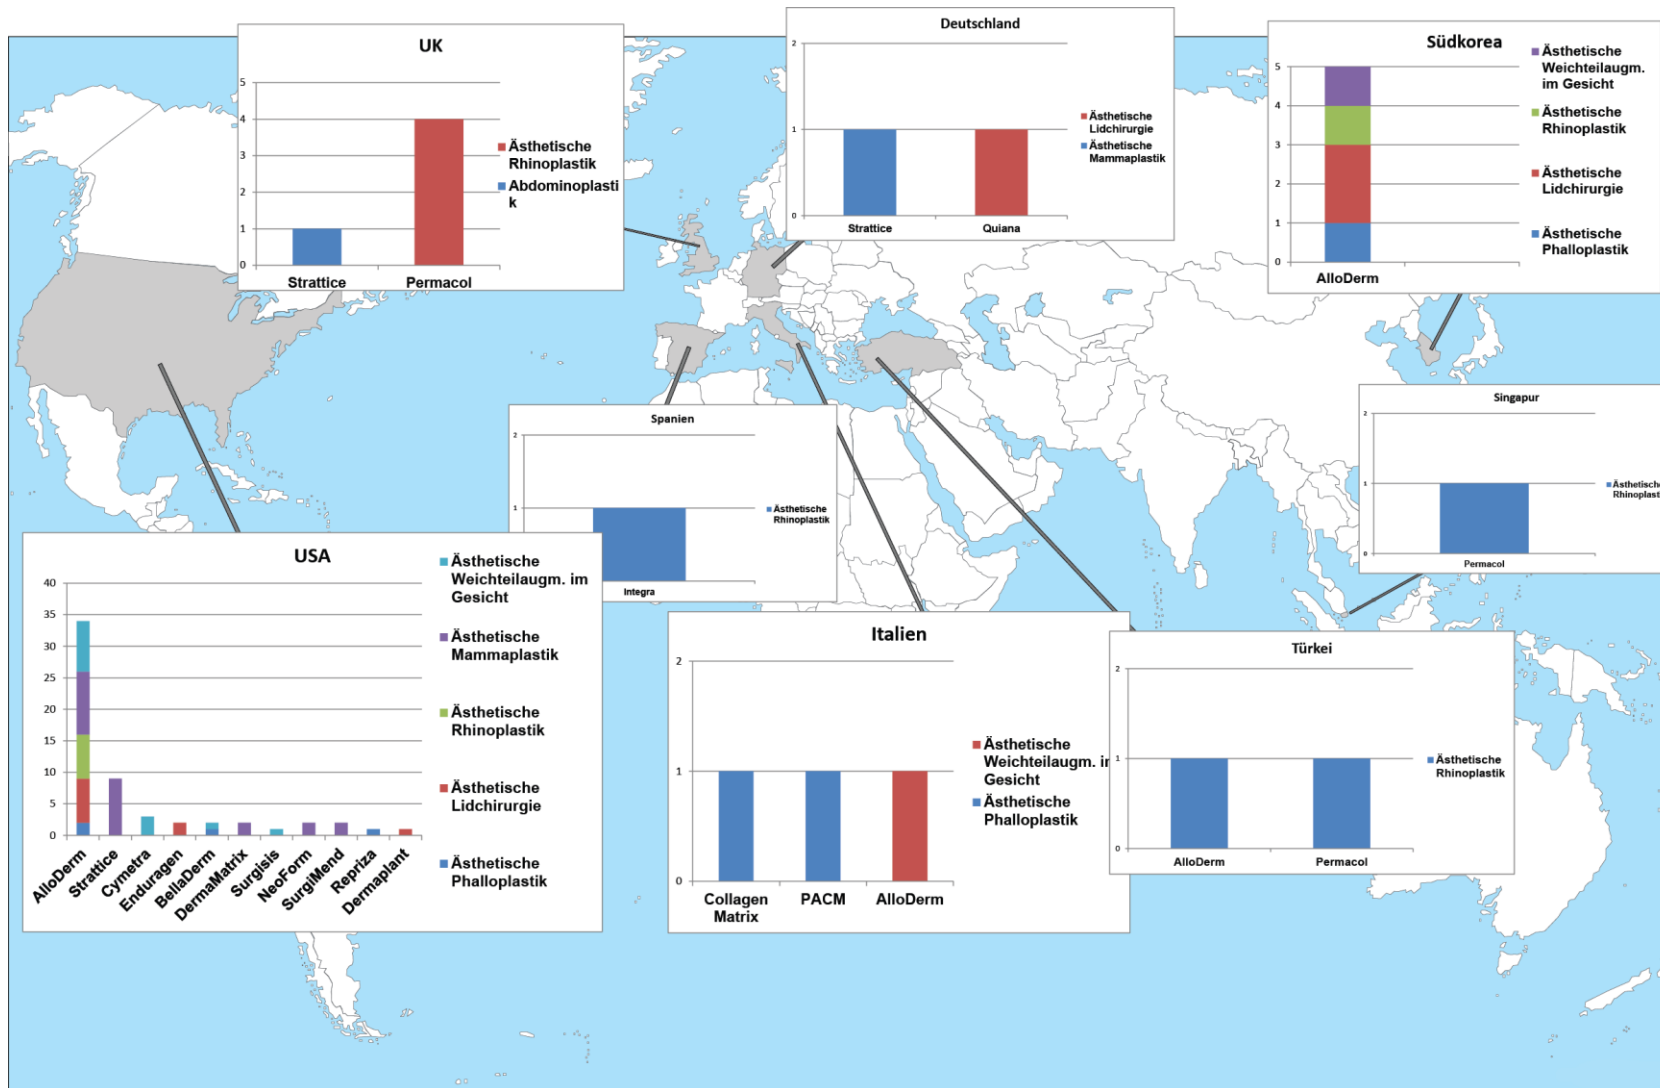 UK
5
4
3
2
1
0
Strattice
Permacol
Ästhetische
Rhinoplastik
Abdominoplasti
k
Deutschland
2
1
0
Strattice
Quiana
Ästhetische
Lidchirurgie
Ästhetische
Mammaplastik
Südkorea
5
4
3
2
1
0
AlloDerm
Ästhetische
Weichteilaugm.
im Gesicht
Ästhetische
Rhinoplastik
Ästhetische
Lidchirurgie
Ästhetische
Phalloplastik
Spanien
2
1
Integra
Ästhetische
Rhinoplastik
Singapur
2
1
0
Permacol
Ästhetische
Rhinoplastik
USA
40
35
30
25
20
15
10
5
0
AlloDerm
Strattice
Cymetra
Enduragen
BellaDerm
DermaMatrix
Surgisis
NeoForm
SurgiMend
Repriza
Dermaplant
Ästhetische
Weichteilaugm. im
Gesicht
Ästhetische
Mammaplastik
Ästhetische
Rhinoplastik
Ästhetische
Lidchirurgie
Ästhetische
Phalloplastik
Italien
2
1
0
Collagen
Matrix
PACM
AlloDerm
Ästhetische
Weichteilaugm. in
Gesicht
Ästhetische
Phalloplastik
Türkei
2
1
0
AlloDerm
Permacol
Ästhetische
Rhinoplastik